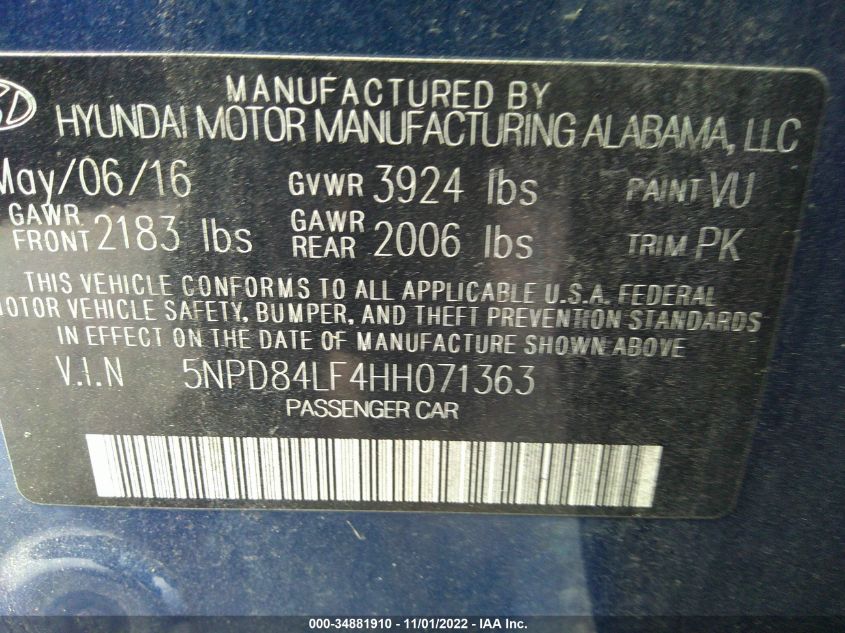 MANUFACTURED BY
HYUNDAI MOTOR MANUFACTURING ALABAMA, LLC
May/06/16 GVWR 3924 lbs PAINT VU
GAWR FRONT 2183 lbs GAWR REAR 2006 lbs TRIM PK
THIS VEHICLE CONFORMS TO ALL APPLICABLE U.S.A. FEDERAL
MOTOR VEHICLE SAFETY, BUMPER, AND THEFT PREVENTION STANDARDS
IN EFFECT ON THE DATE OF MANUFACTURE SHOWN ABOVE.
V.I.N 5NPD84LF4HH071363
PASSENGER CAR
000-34881910 - 11/01/2022 - IAA Inc.